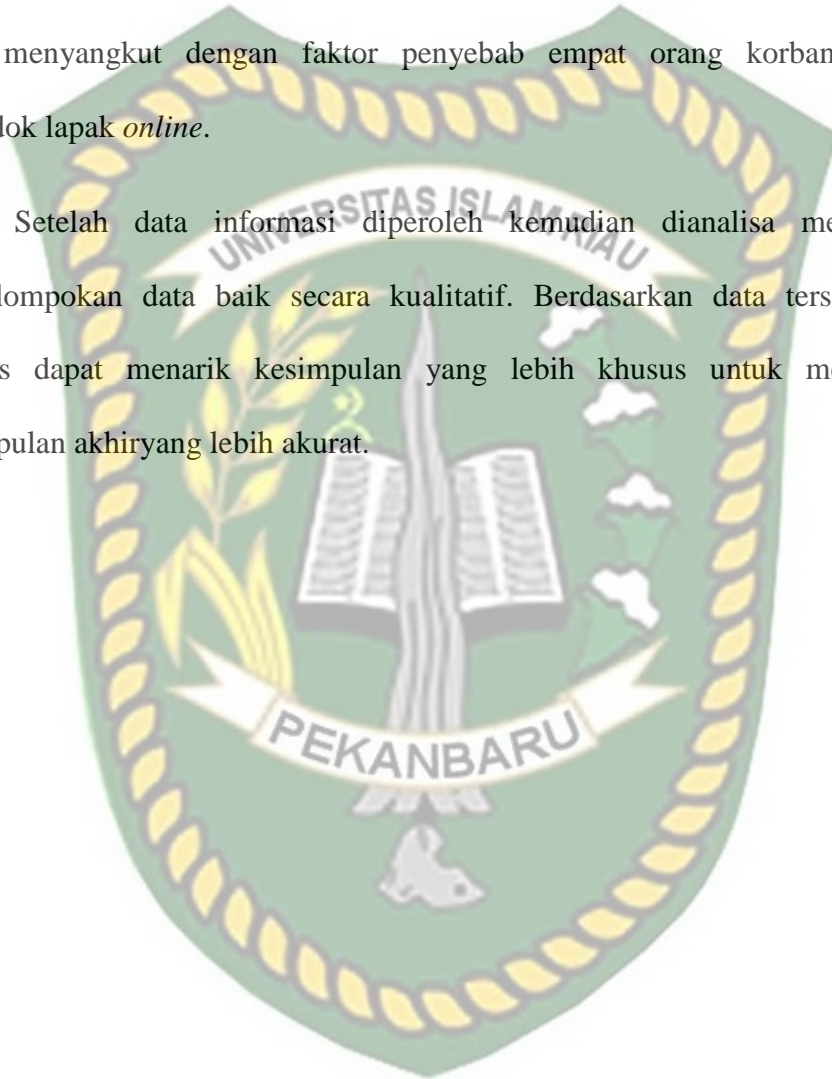 menyangkut dengan faktor penyebab empat orang korban
dok lapak online.
UNIVERSITAS ISLAM RIAU
Setelah data informasi diperoleh kemudian dianalisa me
lompokan data baik secara kualitatif. Berdasarkan data ters
s dapat menarik kesimpulan yang lebih khusus untuk me
pulan akhiryang lebih akurat.
PEKANBARU